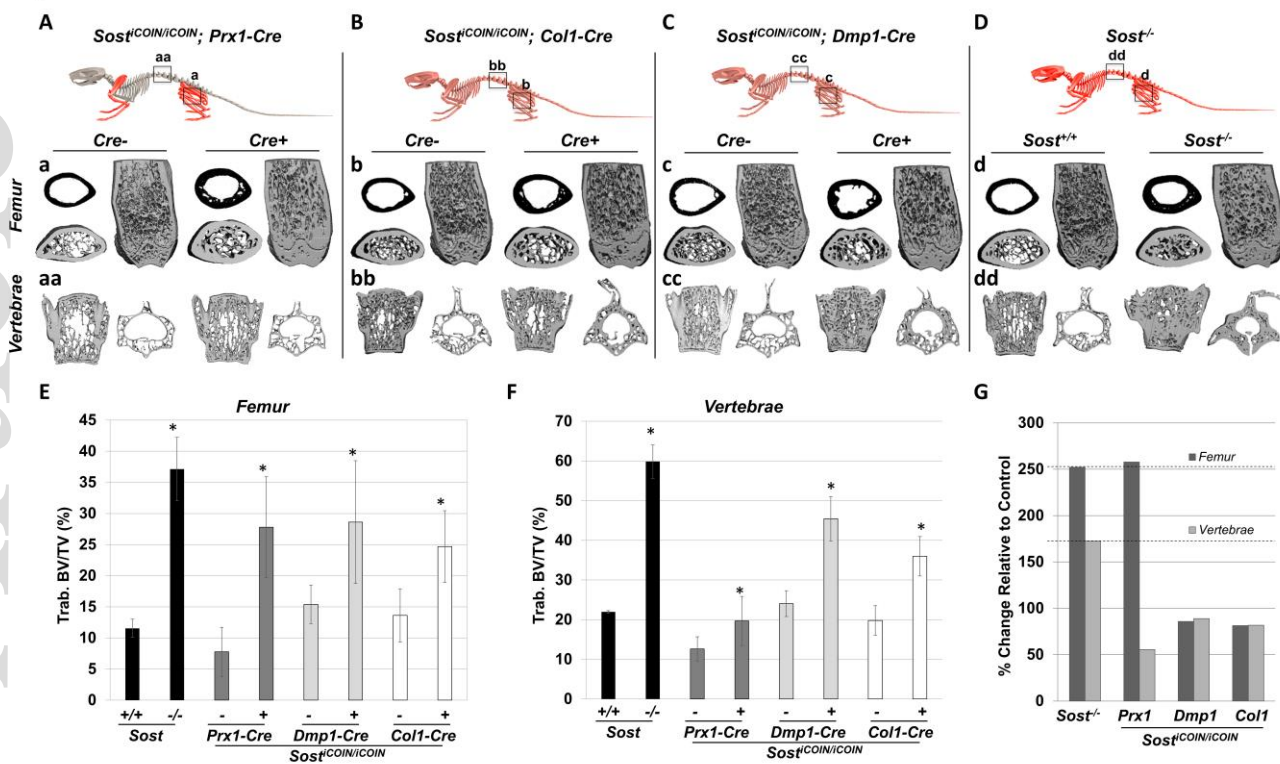 A
Sost^iCOIN/iCOIN; Prx1-Cre
aa
a
Cre-
Cre+
a
aa
B
Sost^iCOIN/iCOIN; Col1-Cre
bb
b
Cre-
Cre+
b
bb
C
Sost^iCOIN/iCOIN; Dmp1-Cre
cc
c
Cre-
Cre+
c
cc
D
Sost^-/-
dd
d
Sost^+/+
Sost^-/-
d
dd
Femur
Vertebrae
E
Femur
Trab. BV/TV (%)
45
40
35
30
25
20
15
10
5
0
* * * *
+/+ -/- - + - + - +
Sost Prx1-Cre Dmp1-Cre Col1-Cre
Sost^iCOIN/iCOIN
F
Vertebrae
Trab. BV/TV (%)
70
60
50
40
30
20
10
0
* * * *
+/+ -/- - + - + - +
Sost Prx1-Cre Dmp1-Cre Col1-Cre
Sost^iCOIN/iCOIN
G
% Change Relative to Control
300
250
200
150
100
50
0
Femur
Vertebrae
Sost^-/- Prx1 Dmp1 Col1
Sost^iCOIN/iCOIN